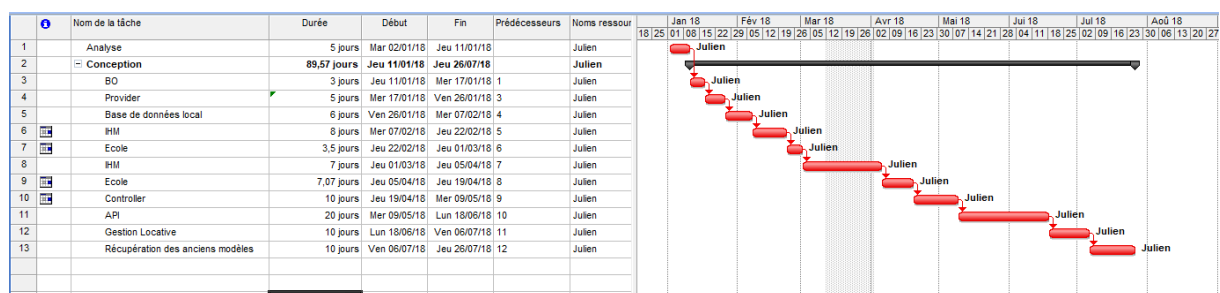 Nom de la tâche Durée Début Fin Prédécesseurs Noms ressour
Jan 18 Fév 18 Mar 18 Avr 18 Mai 18 Jui 18 Jul 18 Aoû 18
18 25 01 08 15 22 29 05 12 19 26 05 12 19 26 02 09 16 23 30 07 14 21 28 04 11 18 25 02 09 16 23 30 06 13 20 27
1 Analyse 5 jours Mar 02/01/18 Jeu 11/01/18 Julien Julien
2 Conception 89,57 jours Jeu 11/01/18 Jeu 26/07/18 Julien
3 BO 3 jours Jeu 11/01/18 Mer 17/01/18 1 Julien Julien
4 Provider 5 jours Mer 17/01/18 Ven 26/01/18 3 Julien Julien
5 Base de données local 6 jours Ven 26/01/18 Mer 07/02/18 4 Julien Julien
6 IHM 8 jours Mer 07/02/18 Jeu 22/02/18 5 Julien Julien
7 Ecole 3,5 jours Jeu 22/02/18 Jeu 01/03/18 6 Julien Julien
8 IHM 7 jours Jeu 01/03/18 Jeu 05/04/18 7 Julien Julien
9 Ecole 7,07 jours Jeu 05/04/18 Jeu 19/04/18 8 Julien Julien
10 Controller 10 jours Jeu 19/04/18 Mer 09/05/18 9 Julien Julien
11 API 20 jours Mer 09/05/18 Lun 18/06/18 10 Julien Julien
12 Gestion Locative 10 jours Lun 18/06/18 Ven 06/07/18 11 Julien Julien
13 Récupération des anciens modèles 10 jours Ven 06/07/18 Jeu 26/07/18 12 Julien Julien